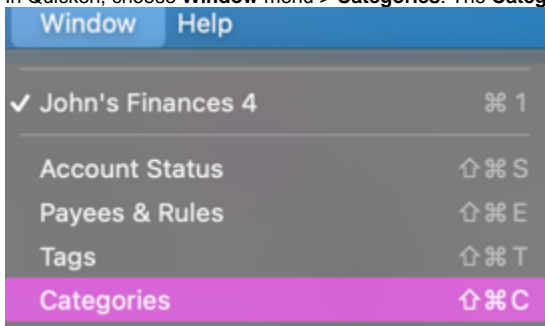 In Quicken, choose Window menu > Categories. The Categ
Window Help
✓ John's Finances 4 ⌘ 1
Account Status ⇧⌘ S
Payees & Rules ⇧⌘ E
Tags ⇧⌘ T
Categories ⇧⌘ C